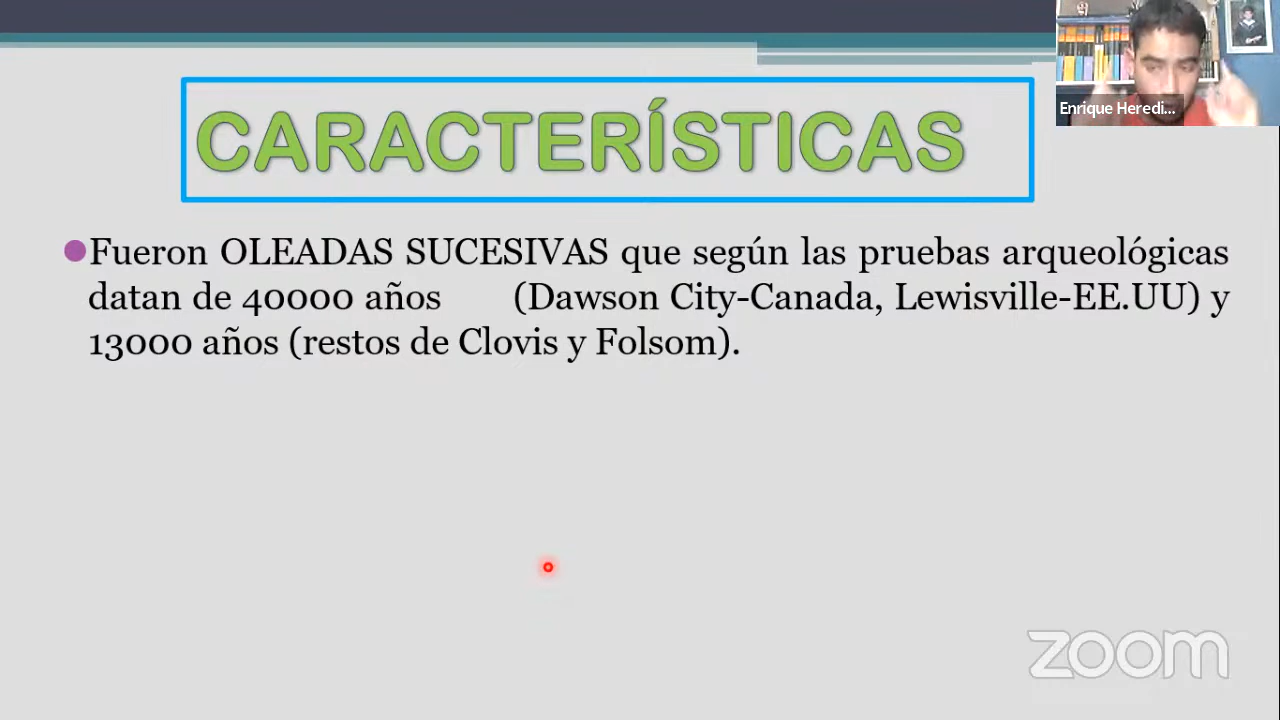 CARACTERÍSTICAS
Enrique Heredi...
Fueron OLEADAS SUCESIVAS que según las pruebas arqueológicas
datan de 40000 años (Dawson City-Canada, Lewisville-EE.UU) y
13000 años (restos de Clovis y Folsom).
zoom